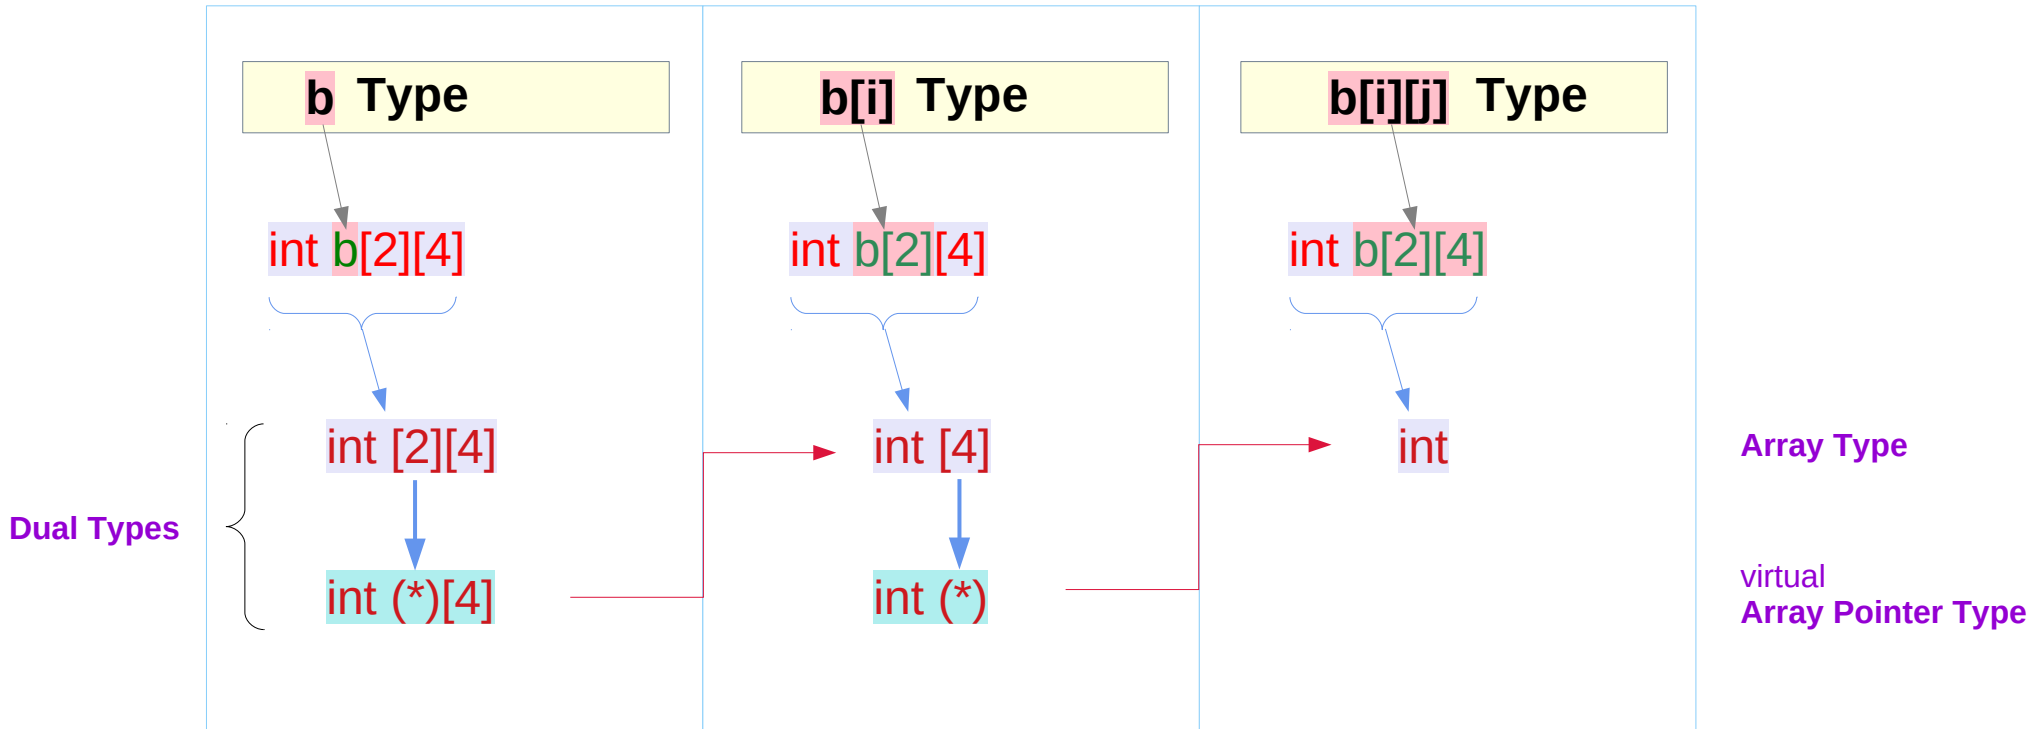 b Type
b[i] Type
b[i][j] Type
int b[2][4]
int b[2][4]
int b[2][4]
int [2][4]
int [4]
int
Array Type
Dual Types
int (*)[4]
int (*)
virtual
Array Pointer Type